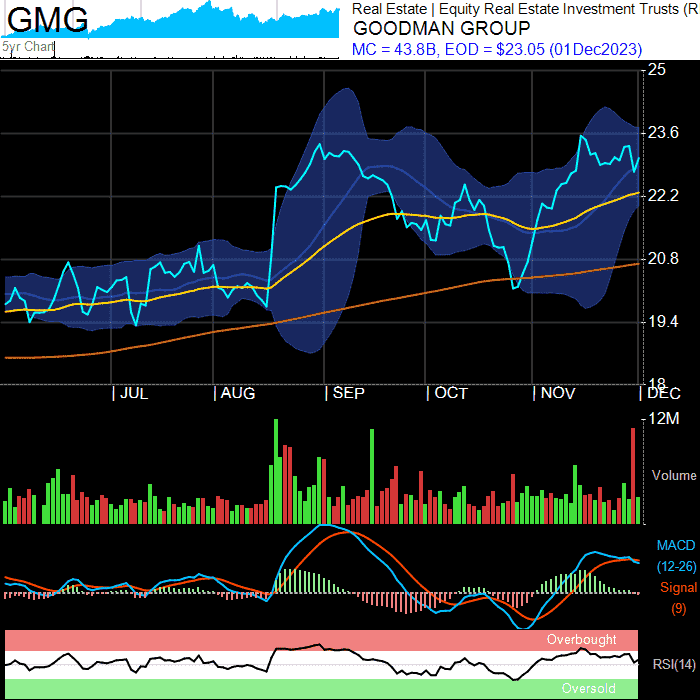 GMG
5yr Chart
Real Estate | Equity Real Estate Investment Trusts (R
GOODMAN GROUP
MC = 43.8B, EOD = $23.05 (01Dec2023)
25
23.6
22.2
20.8
19.4
18
| JUL | AUG | SEP | OCT | NOV | DEC
12M
Volume
MACD
(12-26)
Signal
(9)
Overbought
RSI(14)
Oversold